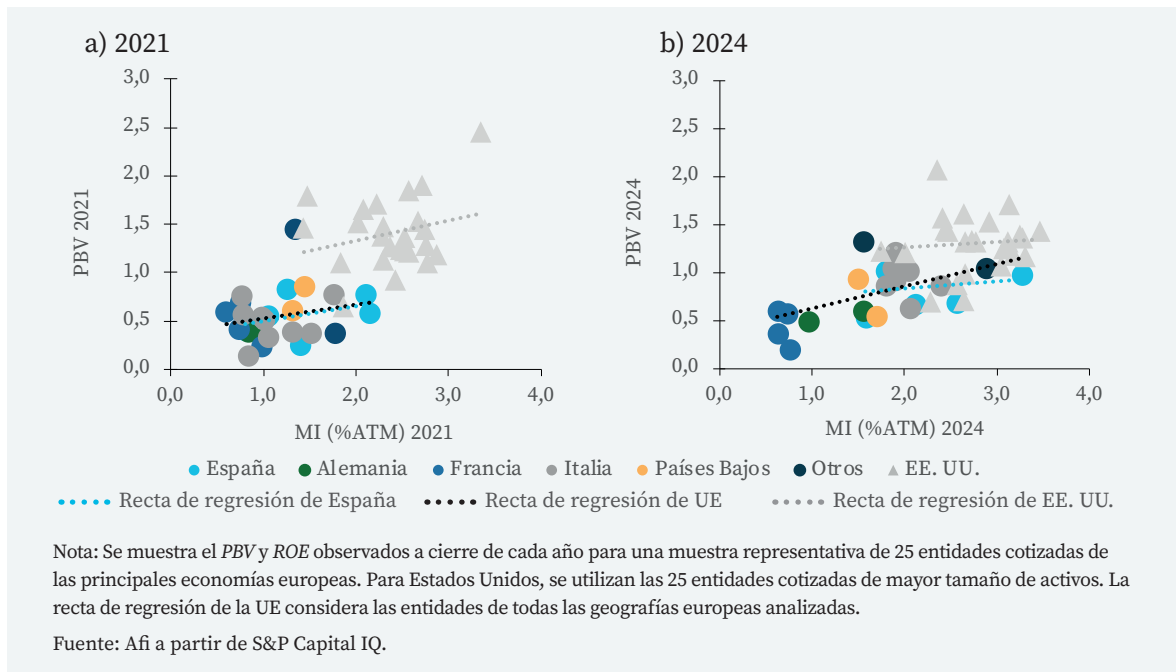 a) 2021
3,0
2,5
2,0
1,5
1,0
0,5
0,0
PBV 2021
0,0 1,0 2,0 3,0 4,0
MI (%ATM) 2021
b) 2024
3,0
2,5
2,0
1,5
1,0
0,5
0,0
PBV 2024
0,0 1,0 2,0 3,0 4,0
MI (%ATM) 2024
España Alemania Francia Italia Países Bajos Otros EE. UU.
Recta de regresión de España Recta de regresión de UE Recta de regresión de EE. UU.
Nota: Se muestra el PBV y ROE observados a cierre de cada año para una muestra representativa de 25 entidades cotizadas de
las principales economías europeas. Para Estados Unidos, se utilizan las 25 entidades cotizadas de mayor tamaño de activos. La
recta de regresión de la UE considera las entidades de todas las geografías europeas analizadas.
Fuente: Afi a partir de S&P Capital IQ.